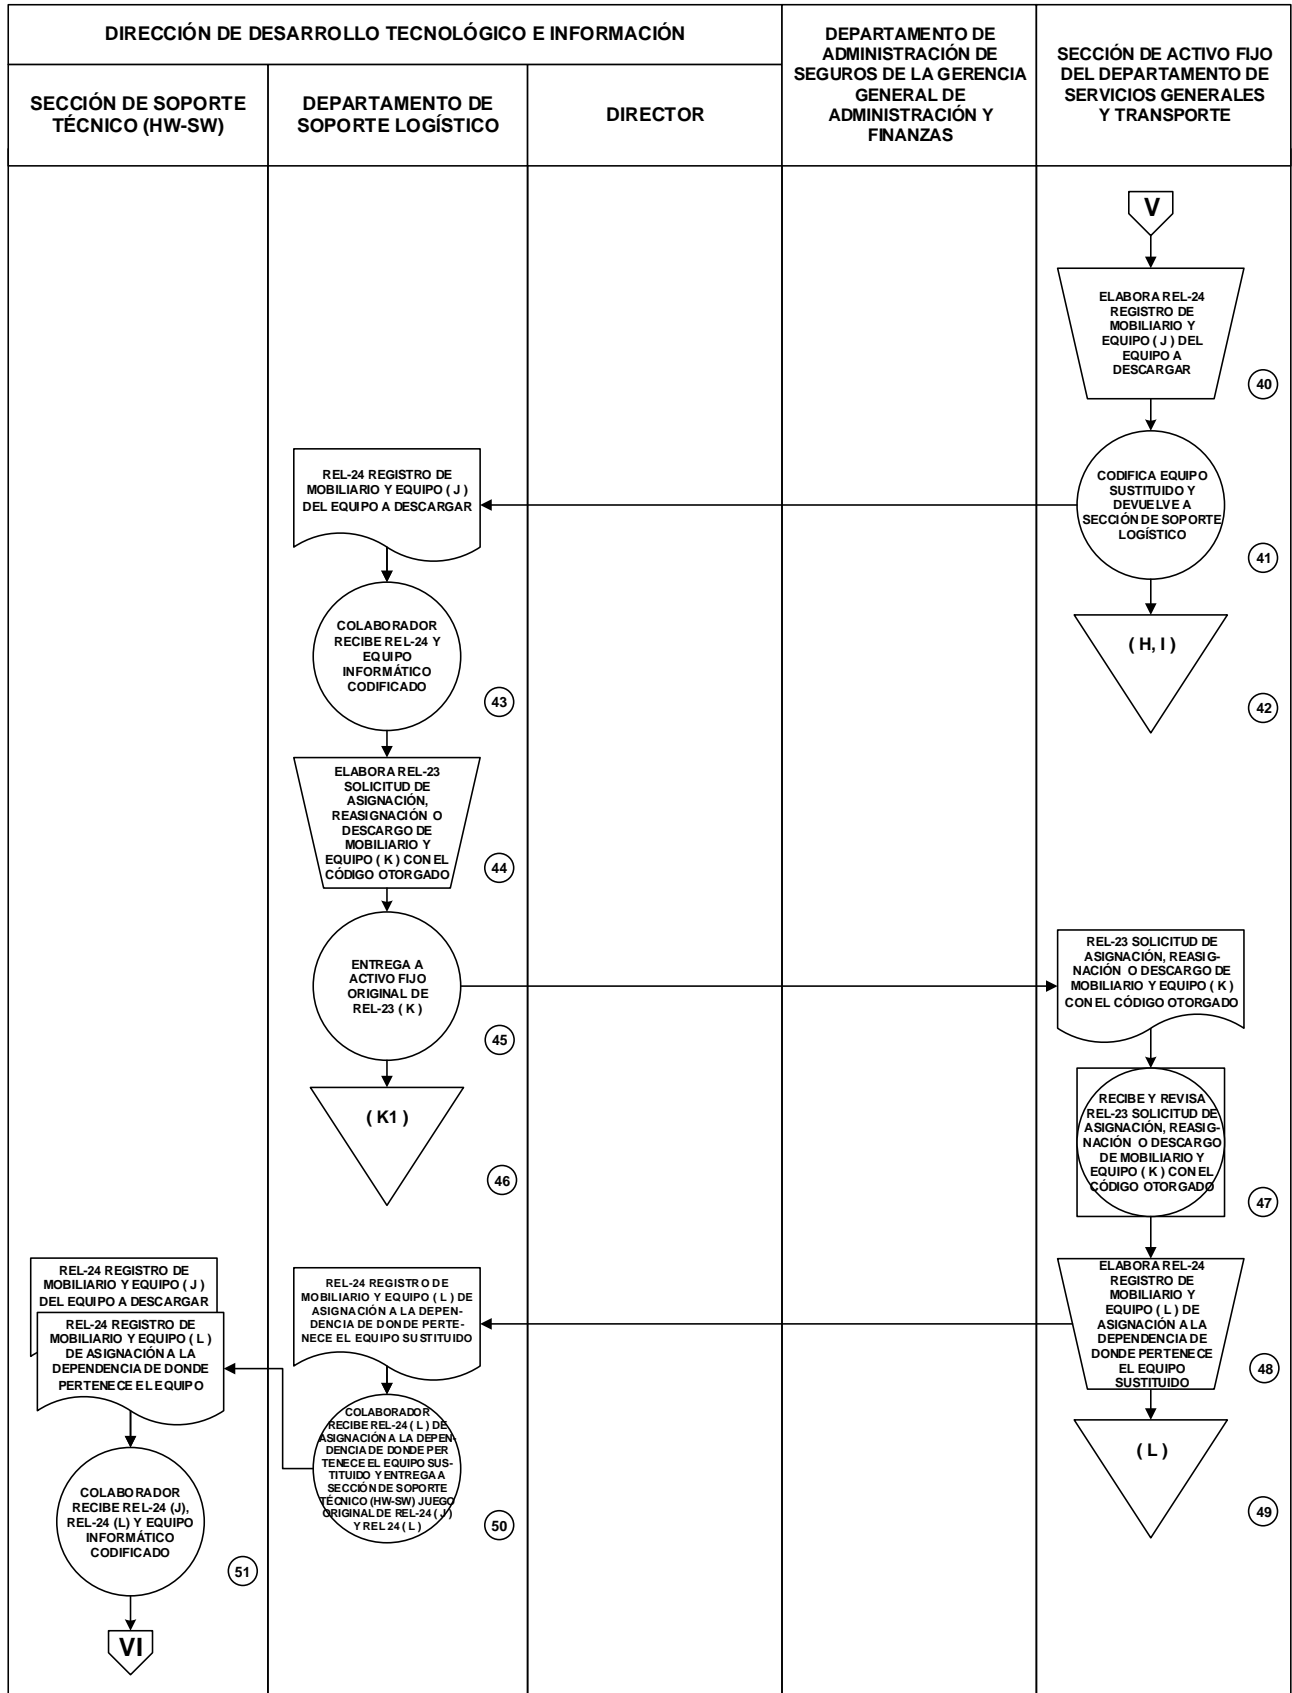 DIRECCIÓN DE DESARROLLO TECNOLÓGICO E INFORMACIÓN
SECCIÓN DE SOPORTE
TÉCNICO (HW-SW)
DEPARTAMENTO DE
SOPORTE LOGÍSTICO
DIRECTOR
DEPARTAMENTO DE
ADMINISTRACIÓN DE
SEGUROS DE LA GERENCIA
GENERAL DE
ADMINISTRACIÓN Y
FINANZAS
SECCIÓN DE ACTIVO FIJO
DEL DEPARTAMENTO DE
SERVICIOS GENERALES
Y TRANSPORTE
V
ELABORA REL-24
REGISTRO DE
MOBILIARIO Y
EQUIPO ( J ) DEL
EQUIPO A
DESCARGAR
40
CODIFICA EQUIPO
SUSTITUIDO Y
DEVUELVE A
SECCIÓN DE SOPORTE
LOGÍSTICO
41
( H, I )
42
REL-24 REGISTRO DE
MOBILIARIO Y EQUIPO ( J )
DEL EQUIPO A DESCARGAR
COLABORADOR
RECIBE REL-24 Y
EQUIPO
INFORMÁTICO
CODIFICADO
43
ELABORA REL-23
SOLICITUD DE
ASIGNACIÓN,
REASIGNACIÓN O
DESCARGO DE
MOBILIARIO Y
EQUIPO ( K ) CON EL
CÓDIGO OTORGADO
44
ENTREGA A
ACTIVO FIJO
ORIGINAL DE
REL-23 ( K )
45
( K1 )
46
REL-23 SOLICITUD DE
ASIGNACIÓN, REASIG-
NACIÓN O DESCARGO DE
MOBILIARIO Y EQUIPO ( K )
CON EL CÓDIGO OTORGADO
RECIBE Y REVISA
REL-23 SOLICITUD DE
ASIGNACIÓN, REASIG-
NACIÓN O DESCARGO
DE MOBILIARIO Y
EQUIPO ( K ) CON EL
CÓDIGO OTORGADO
47
ELABORA REL-24
REGISTRO DE
MOBILIARIO Y
EQUIPO ( L ) DE
ASIGNACIÓN A LA
DEPENDENCIA DE
DONDE PERTENECE
EL EQUIPO
SUSTITUIDO
48
( L )
49
REL-24 REGISTRO DE
MOBILIARIO Y EQUIPO ( L ) DE
ASIGNACIÓN A LA DEPEN-
DENCIA DE DONDE PERTE-
NECE EL EQUIPO SUSTITUIDO
COLABORADOR
RECIBE REL-24 ( L ) DE
ASIGNACIÓN A LA DEPEN-
DENCIA DE DONDE PER
TENECE EL EQUIPO SUS-
TITUIDO Y ENTREGA A
SECCIÓN DE SOPORTE
TÉCNICO (HW-SW) JUEGO
ORIGINAL DE REL-24 ( J )
Y REL 24 ( L )
50
REL-24 REGISTRO DE
MOBILIARIO Y EQUIPO ( J )
DEL EQUIPO A DESCARGAR
REL-24 REGISTRO DE
MOBILIARIO Y EQUIPO ( L )
DE ASIGNACIÓN A LA
DEPENDENCIA DE DONDE
PERTENECE EL EQUIPO
COLABORADOR
RECIBE REL-24 (J),
REL-24 (L) Y EQUIPO
INFORMÁTICO
CODIFICADO
51
VI